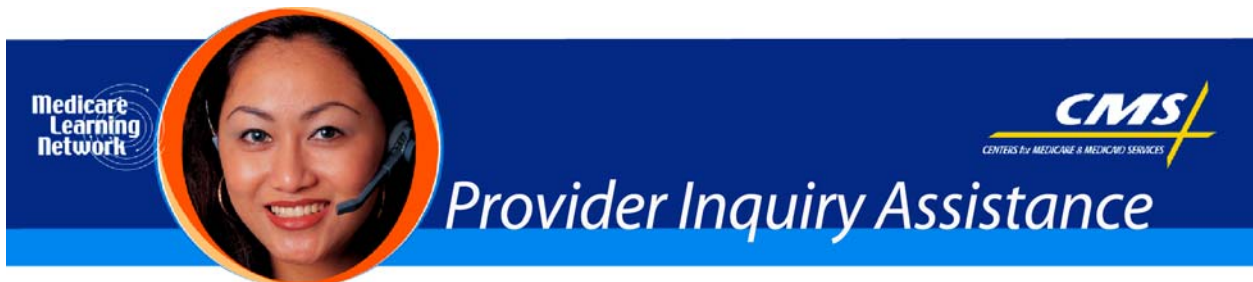 Medicare
Learning
Network
CMS
CENTERS for MEDICARE & MEDICAID SERVICES
Provider Inquiry Assistance